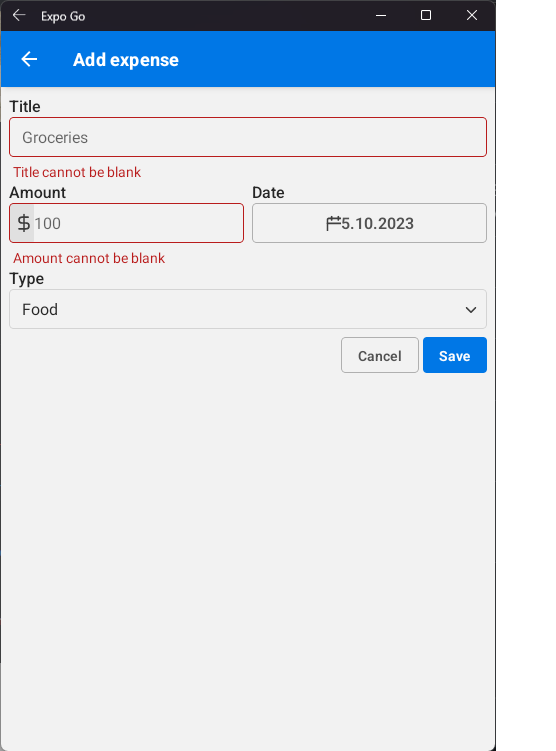 Expo Go
Add expense
Title
Groceries
Title cannot be blank
Amount Date
$ 100 5.10.2023
Amount cannot be blank
Type
Food
Cancel Save